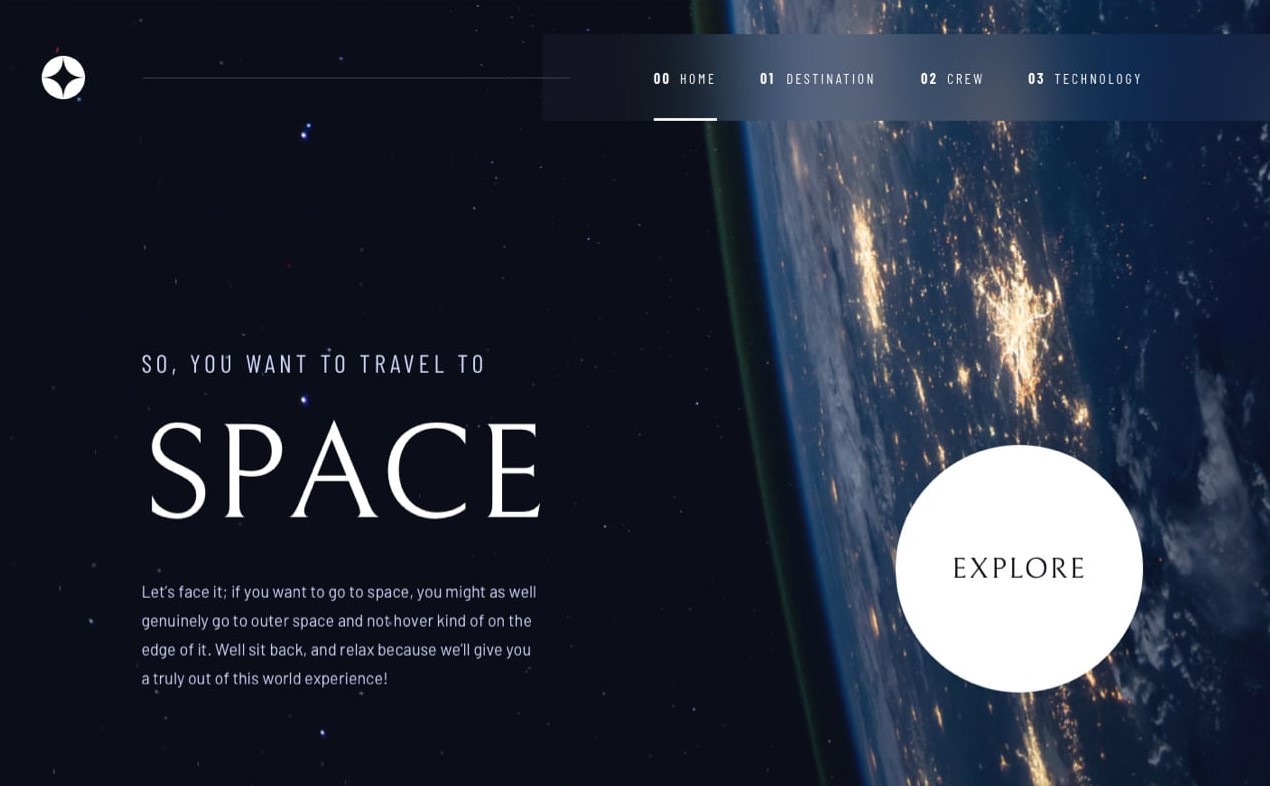 00 HOME 01 DESTINATION 02 CREW 03 TECHNOLOGY
SO, YOU WANT TO TRAVEL TO
SPACE
Let’s face it; if you want to go to space, you might as well
genuinely go to outer space and not hover kind of on the
edge of it. Well sit back, and relax because we’ll give you
a truly out of this world experience!
EXPLORE